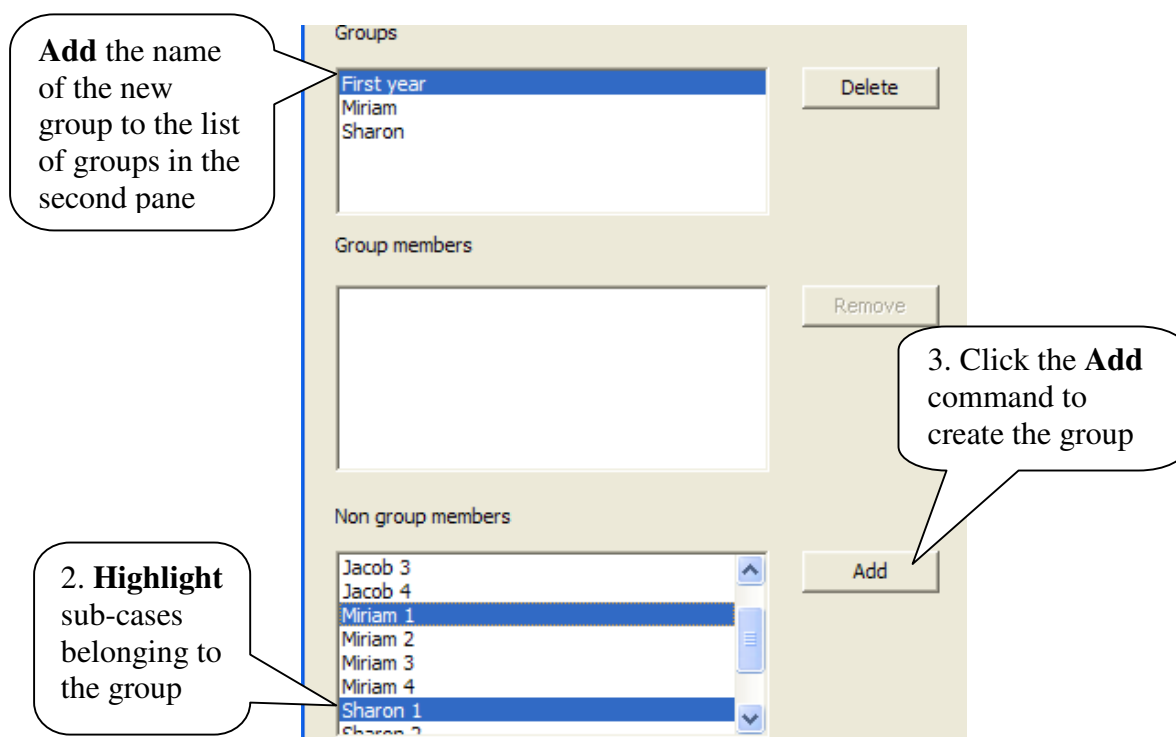 Add the name
of the new
group to the list
of groups in the
second pane
Groups
First year
Miriam
Sharon
Delete
Group members
Remove
3. Click the Add
command to
create the group
Non group members
2. Highlight
sub-cases
belonging to
the group
Jacob 3
Jacob 4
Miriam 1
Miriam 2
Miriam 3
Miriam 4
Sharon 1
Sharon 2
Add